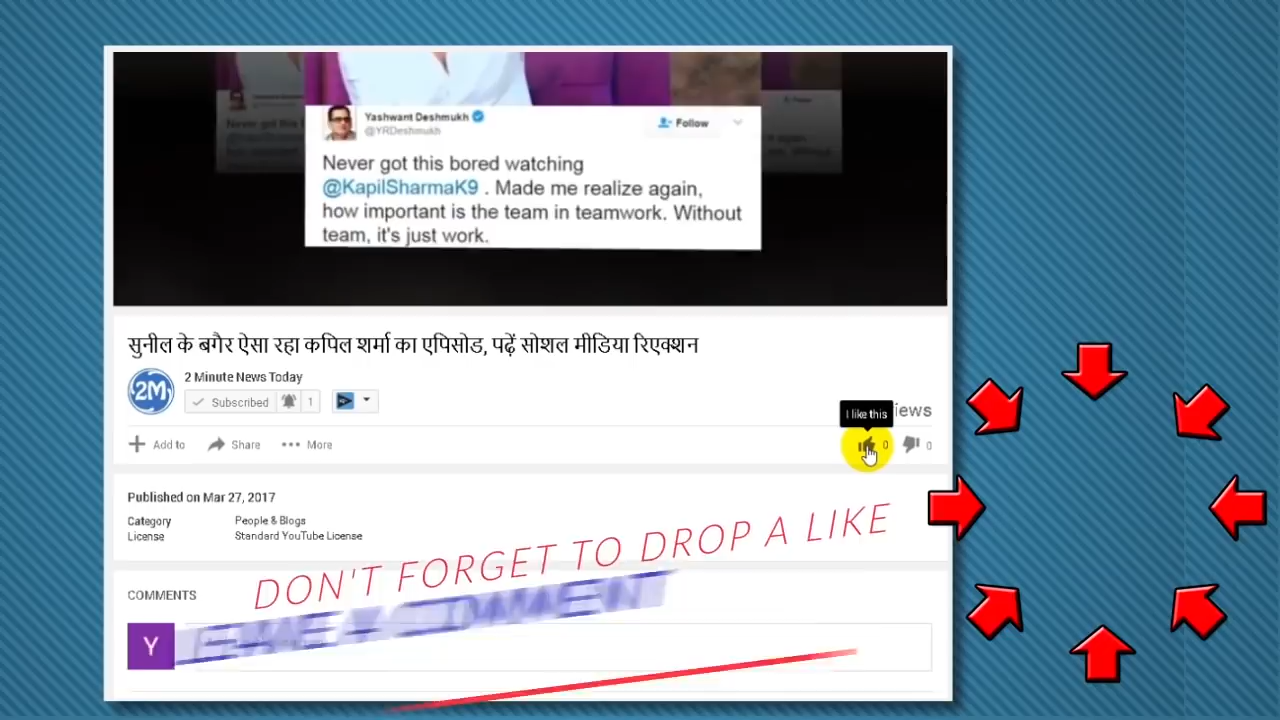 Yashwant Deshmukh
@YRDeshmukh
Follow
Never got this bored watching
@KapilSharmaK9 . Made me realize again,
how important is the team in teamwork. Without
team, it's just work.
सुनील के बगैर ऐसा रहा कपिल शर्मा का एपिसोड, पढ़ें सोशल मीडिया रिएक्शन
2M
2 Minute News Today
Subscribed 1
I like this
Add to Share More
0 0
Published on Mar 27, 2017
Category People & Blogs
License Standard YouTube License
DON'T FORGET TO DROP A LIKE
COMMENTS
Y